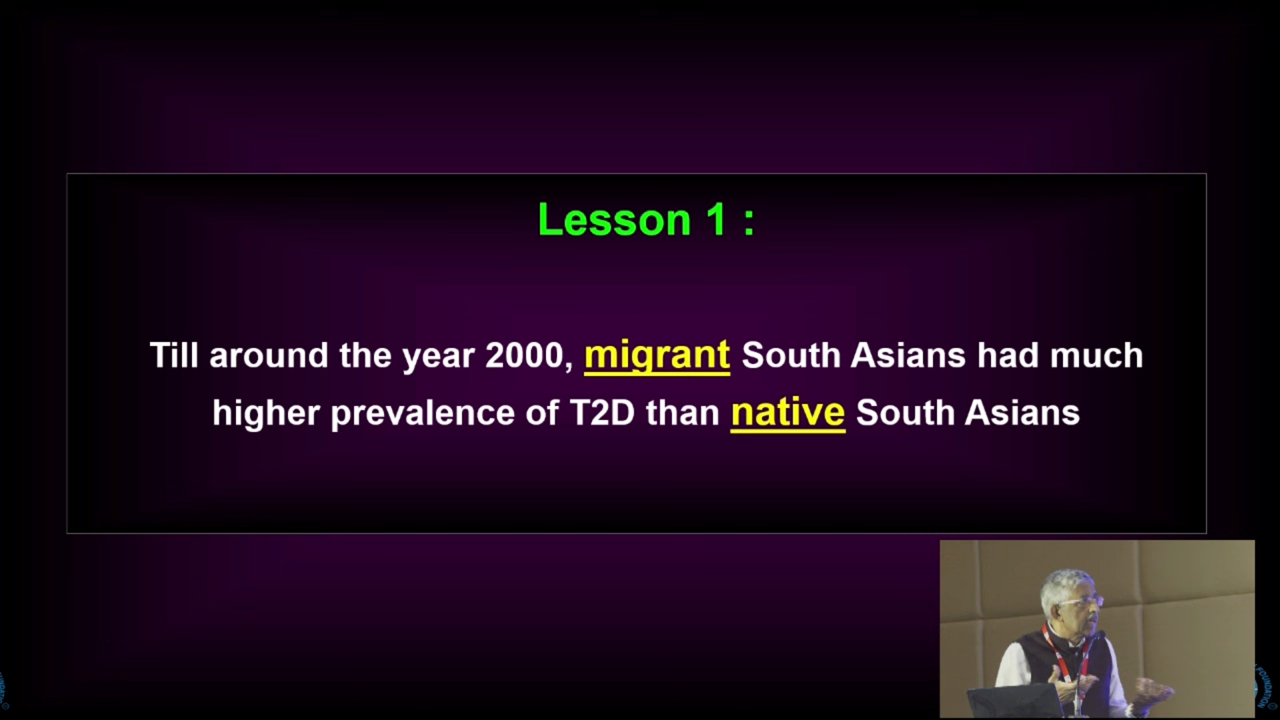 Lesson 1 :
Till around the year 2000, migrant South Asians had much
higher prevalence of T2D than native South Asians